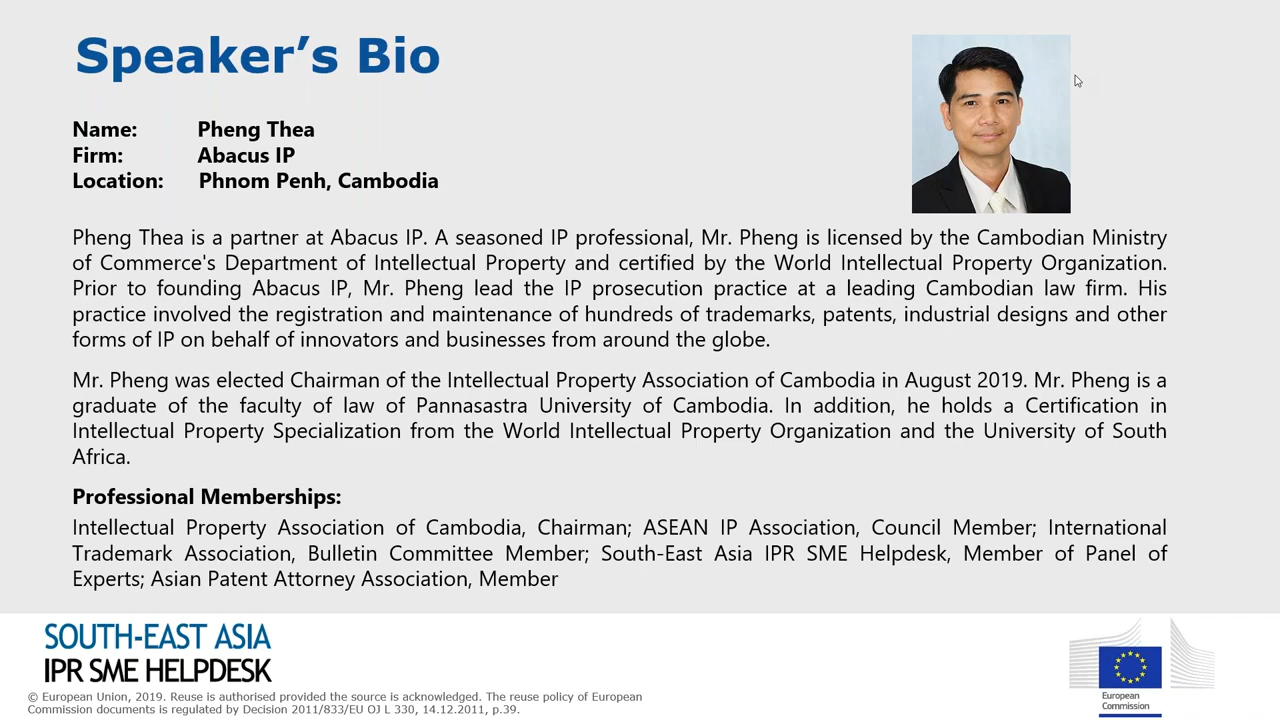 Speaker’s Bio
Name: Pheng Thea
Firm: Abacus IP
Location: Phnom Penh, Cambodia
Pheng Thea is a partner at Abacus IP. A seasoned IP professional, Mr. Pheng is licensed by the Cambodian Ministry
of Commerce's Department of Intellectual Property and certified by the World Intellectual Property Organization.
Prior to founding Abacus IP, Mr. Pheng lead the IP prosecution practice at a leading Cambodian law firm. His
practice involved the registration and maintenance of hundreds of trademarks, patents, industrial designs and other
forms of IP on behalf of innovators and businesses from around the globe.
Mr. Pheng was elected Chairman of the Intellectual Property Association of Cambodia in August 2019. Mr. Pheng is a
graduate of the faculty of law of Pannasastra University of Cambodia. In addition, he holds a Certification in
Intellectual Property Specialization from the World Intellectual Property Organization and the University of South
Africa.
Professional Memberships:
Intellectual Property Association of Cambodia, Chairman; ASEAN IP Association, Council Member; International
Trademark Association, Bulletin Committee Member; South-East Asia IPR SME Helpdesk, Member of Panel of
Experts; Asian Patent Attorney Association, Member
SOUTH-EAST ASIA
IPR SME HELPDESK
© European Union, 2019. Reuse is authorised provided the source is acknowledged. The reuse policy of European
Commission documents is regulated by Decision 2011/833/EU OJ L 330, 14.12.2011, p.39.
European
Commission